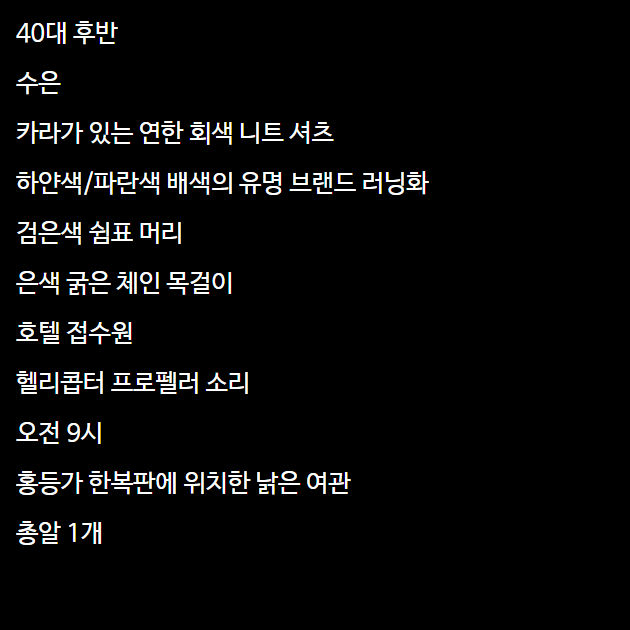 40대 후반
수은
카라가 있는 연한 회색 니트 셔츠
하얀색/파란색 배색의 유명 브랜드 러닝화
검은색 쉼표 머리
은색 굵은 체인 목걸이
호텔 접수원
헬리콥터 프로펠러 소리
오전 9시
홍등가 한복판에 위치한 낡은 여관
총알 1개